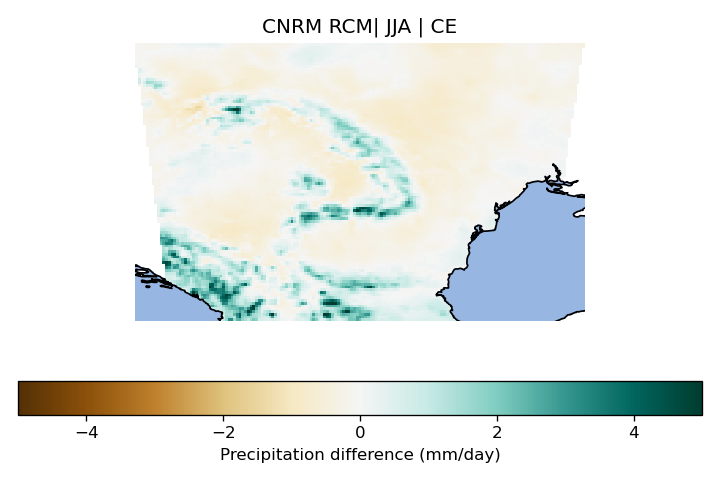 CNRM RCM| JJA | CE
−4 −2 0 2 4
Precipitation difference (mm/day)